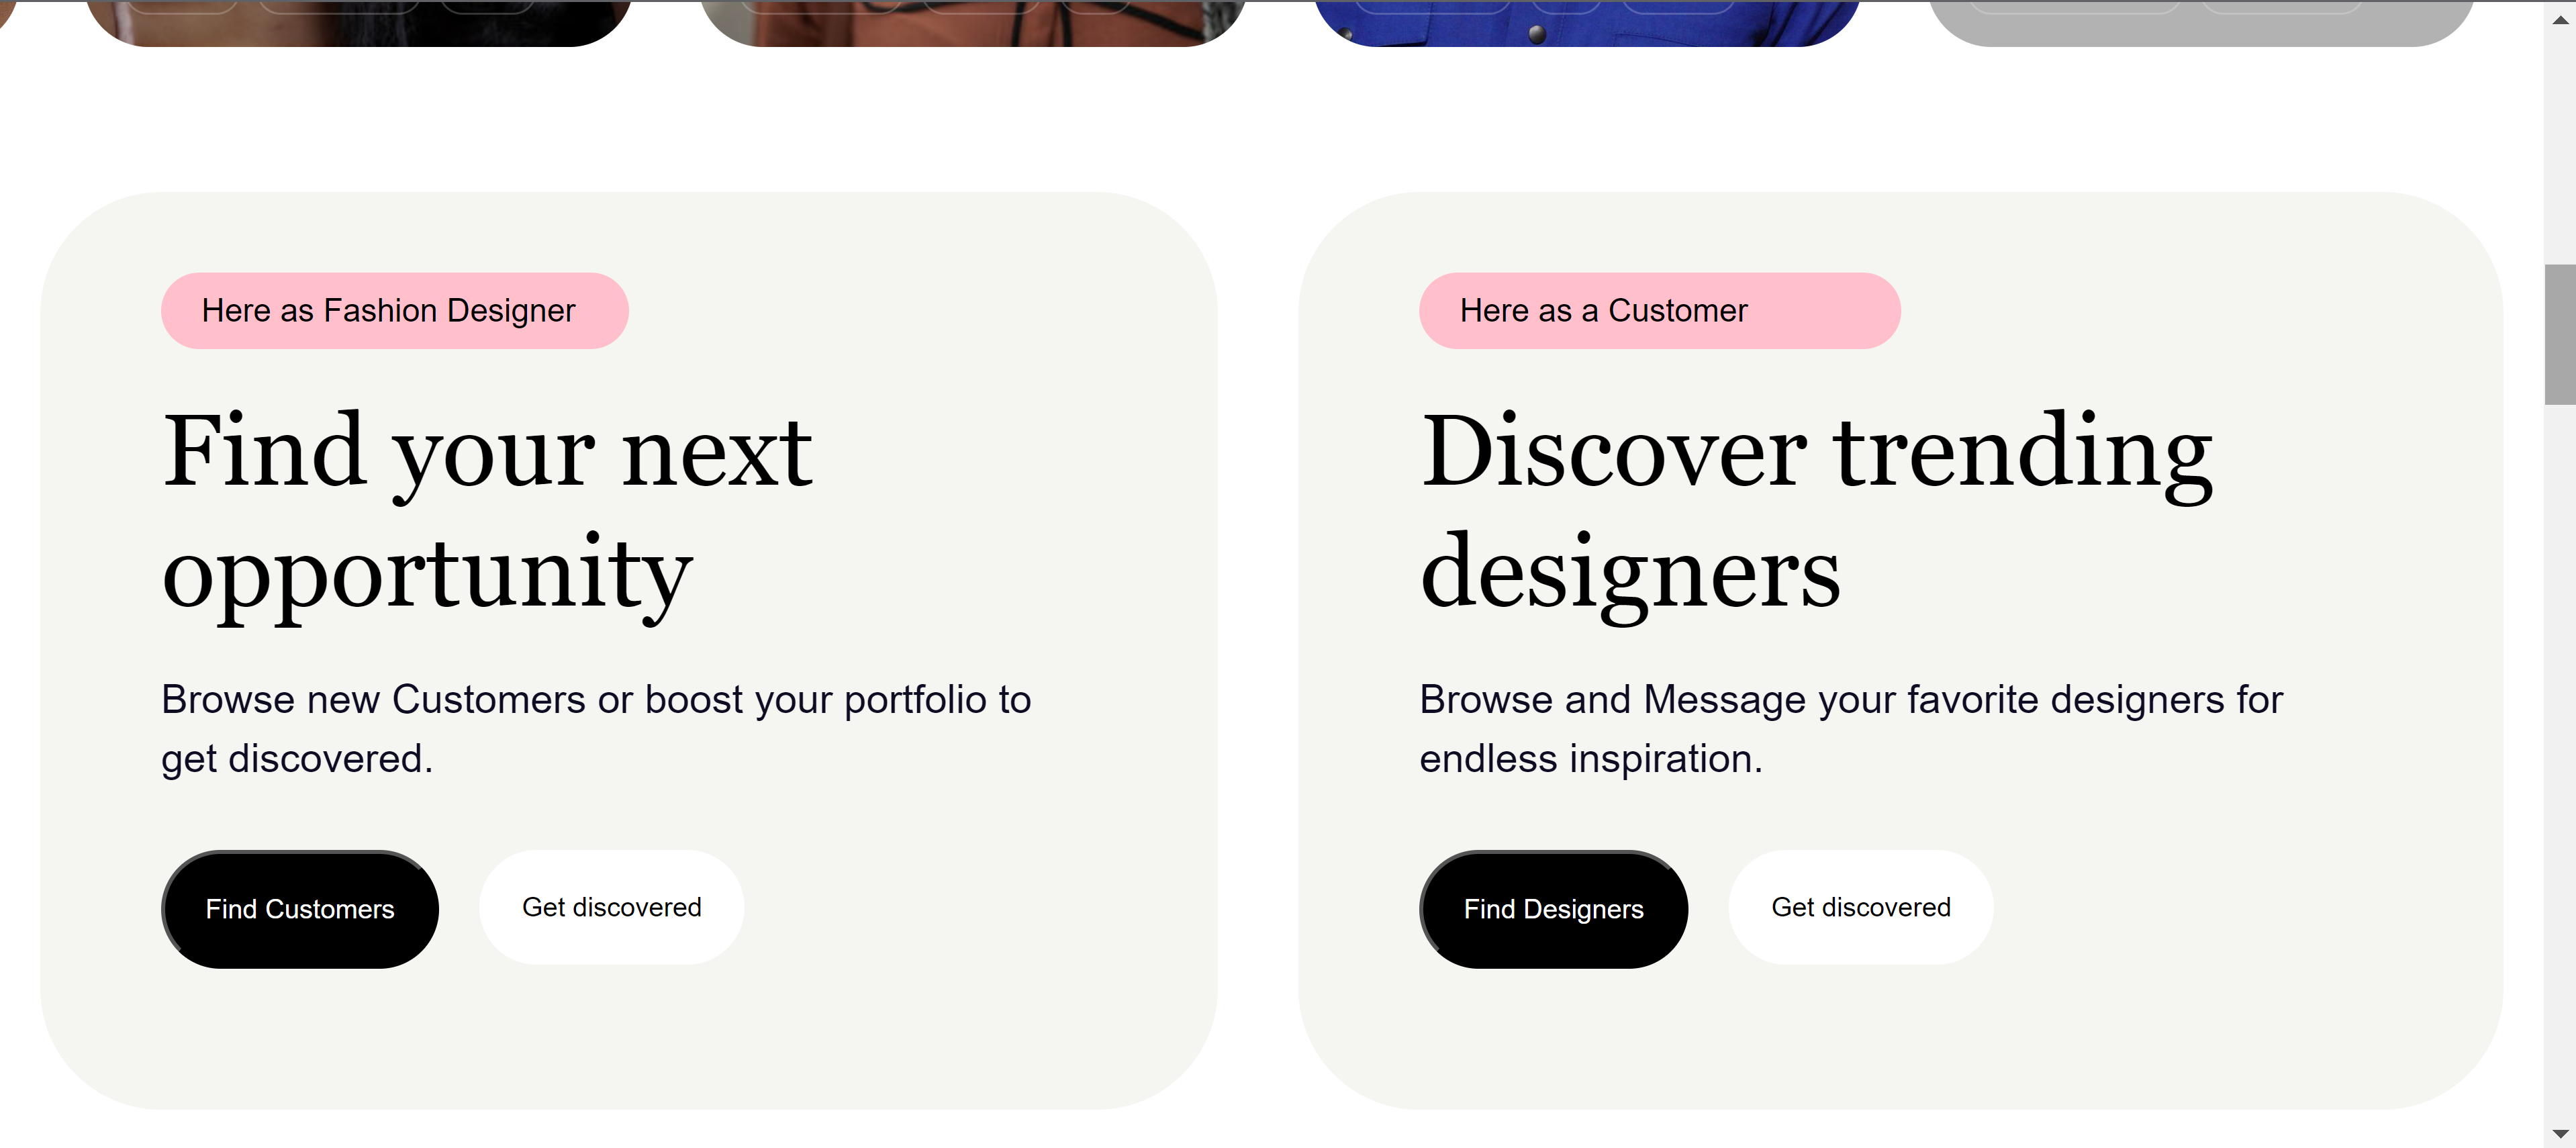 Here as Fashion Designer
Find your next
opportunity
Browse new Customers or boost your portfolio to
get discovered.
Find Customers
Get discovered
Here as a Customer
Discover trending
designers
Browse and Message your favorite designers for
endless inspiration.
Find Designers
Get discovered